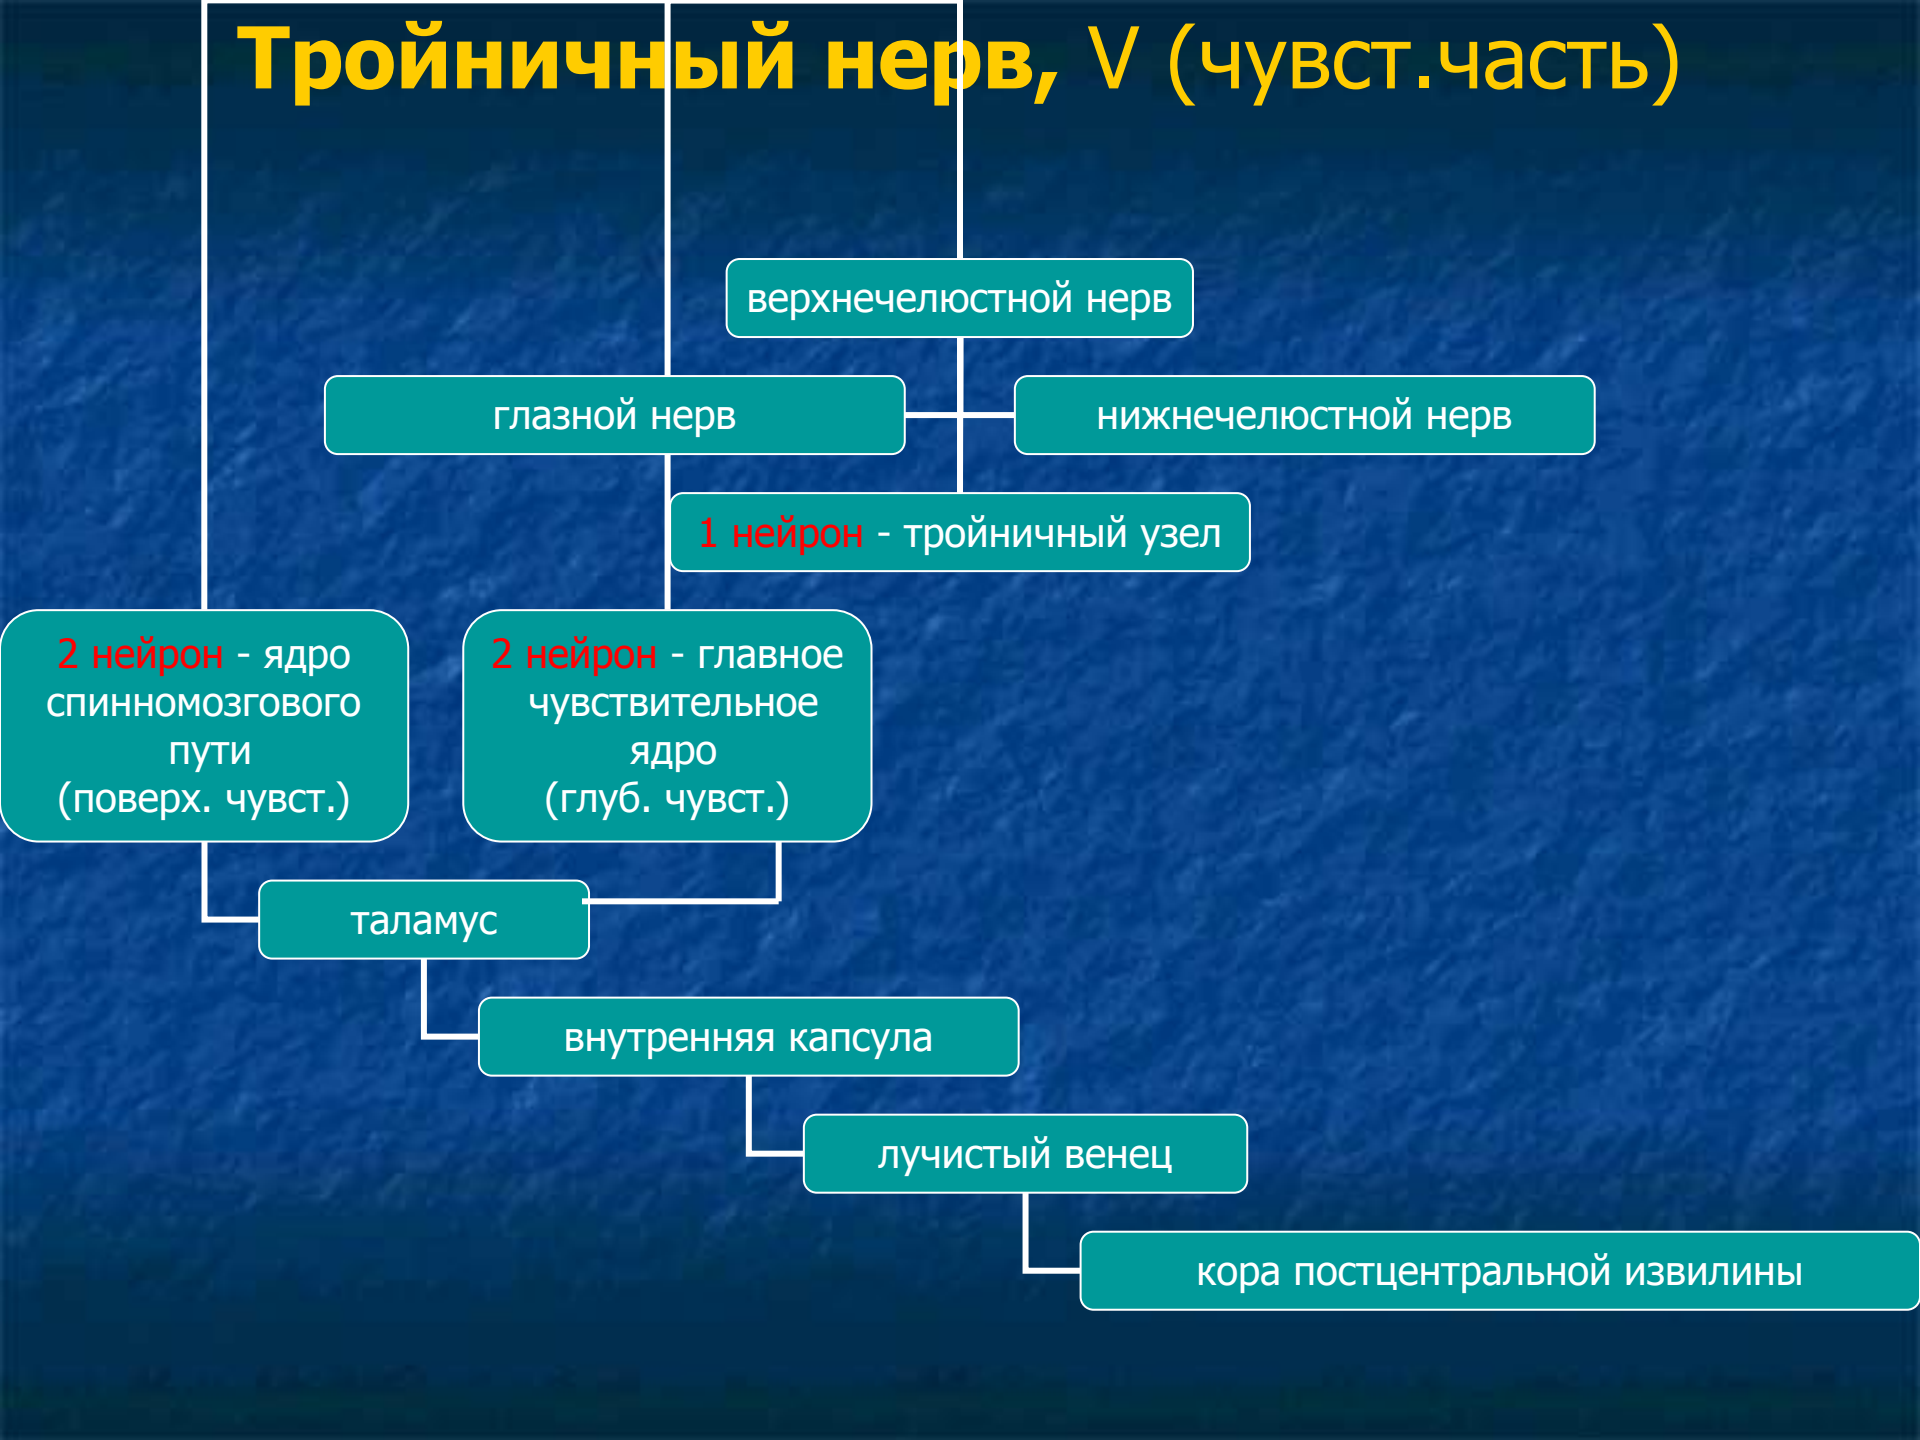 Тройничный нерв, V (чувст.часть)
верхнечелюстной нерв
глазной нерв
нижнечелюстной нерв
1 нейрон - тройничный узел
2 нейрон - ядро
спинномозгового
пути
(поверх. чувст.)
2 нейрон - главное
чувствительное
ядро
(глуб. чувст.)
таламус
внутренняя капсула
лучистый венец
кора постцентральной извилины